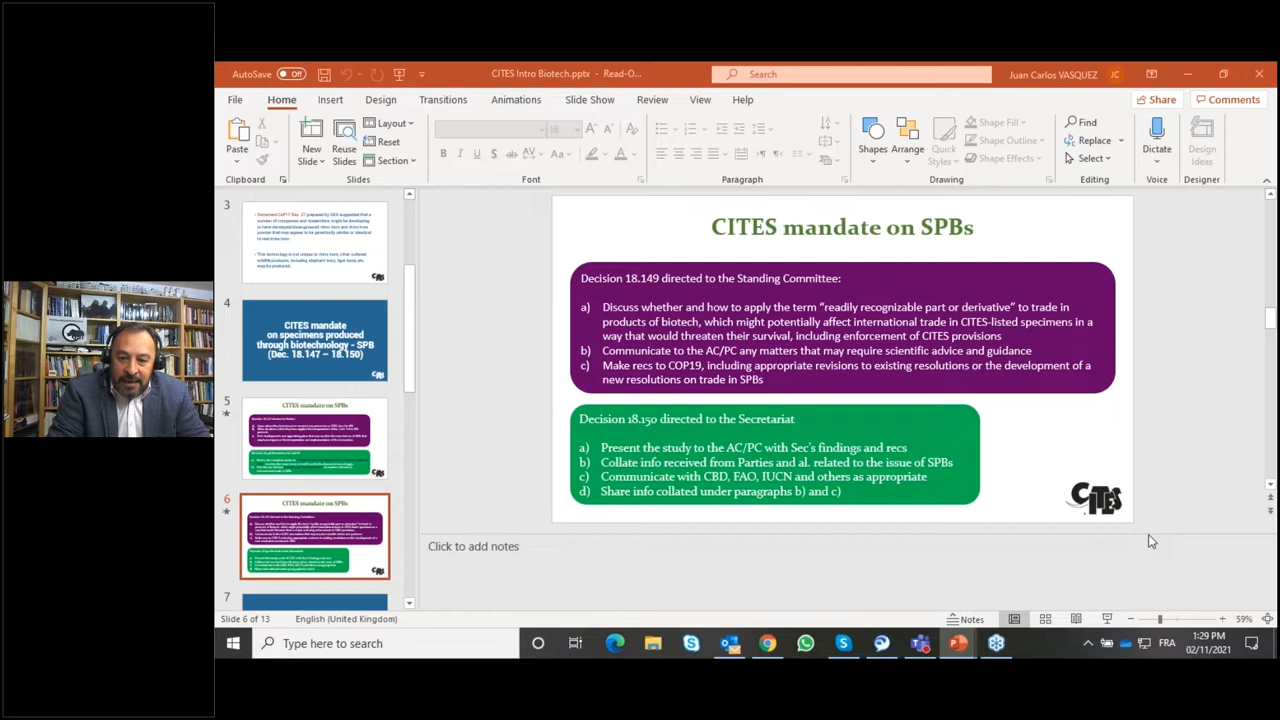 AutoSave Off
CITES Intro Biotech.pptx - Read-O...
Search
Juan Carlos VASQUEZ JC
File Home Insert Design Transitions Animations Slide Show Review View Help
Share Comments
Paste
New Slides
Reuse Slides
Layout
Reset
Section
18
Shapes
Arrange
Quick Styles
Shape Fill
Shape Outline
Shape Effects
Find
Replace
Select
Dictate
Design Ideas
Clipboard Slides Font Paragraph Drawing Editing Voice Designer
3
4
CITES mandate
on specimens produced
through biotechnology - SPB
(Dec. 18.147 – 18.150)
5
CITES mandate on SPBs
6
CITES mandate on SPBs
7
CITES mandate on SPBs
Decision 18.149 directed to the Standing Committee:
a) Discuss whether and how to apply the term “readily recognizable part or derivative” to trade in
products of biotech, which might potentially affect international trade in CITES-listed specimens in a
way that would threaten their survival, including enforcement of CITES provisions
b) Communicate to the AC/PC any matters that may require scientific advice and guidance
c) Make recs to COP19, including appropriate revisions to existing resolutions or the development of a
new resolutions on trade in SPBs
Decision 18.150 directed to the Secretariat
a) Present the study to the AC/PC with Sec's findings and recs
b) Collate info received from Parties and al. related to the issue of SPBs
c) Communicate with CBD, FAO, IUCN and others as appropriate
d) Share info collated under paragraphs b) and c)
CITES
Click to add notes
Slide 6 of 13 English (United Kingdom)
Notes
59%
Type here to search
FRA
1:29 PM
02/11/2021